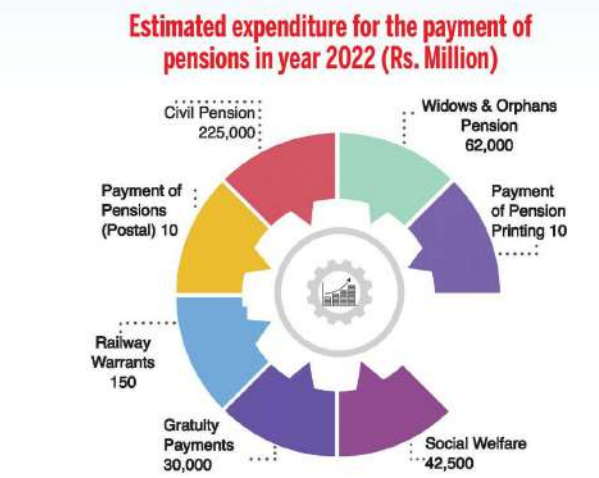 Estimated expenditure for the payment of
pensions in year 2022 (Rs. Million)
Civil Pension
225,000
Widows & Orphans
Pension
62,000
Payment of
Pensions
(Postal) 10
Payment
of Pension
Printing 10
Railway
Warrants
150
Gratuity
Payments
30,000
Social Welfare
42,500